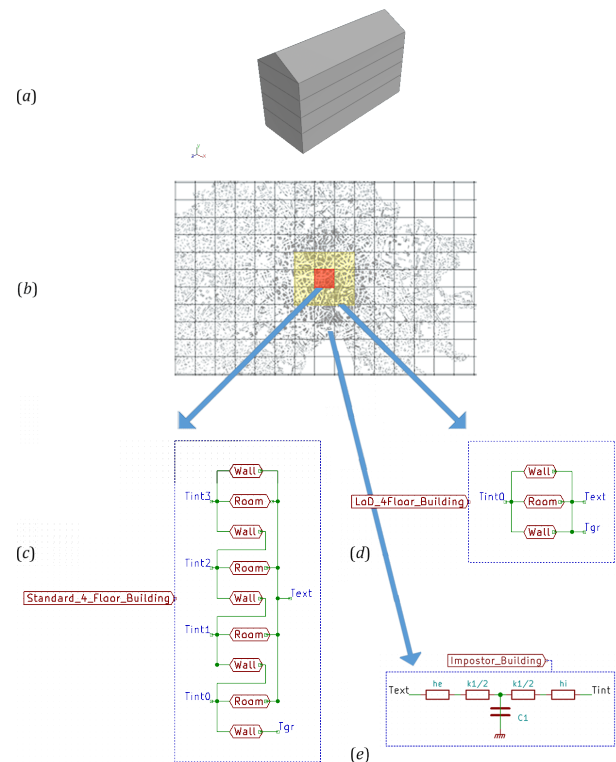 (a)
y
z
x
(b)
(c)
Standard_4_Floor_Building
Wall
Tint3
Room
Wall
Tint2
Room
Wall
Text
Tint1
Room
Wall
Tint0
Room
Wall
Tgr
(d)
LoD_4Floor_Building
Wall
Tint0
Room
Text
Wall
Tgr
(e)
Impostor_Building
Text
he
k1/2
k1/2
hi
Tint
C1